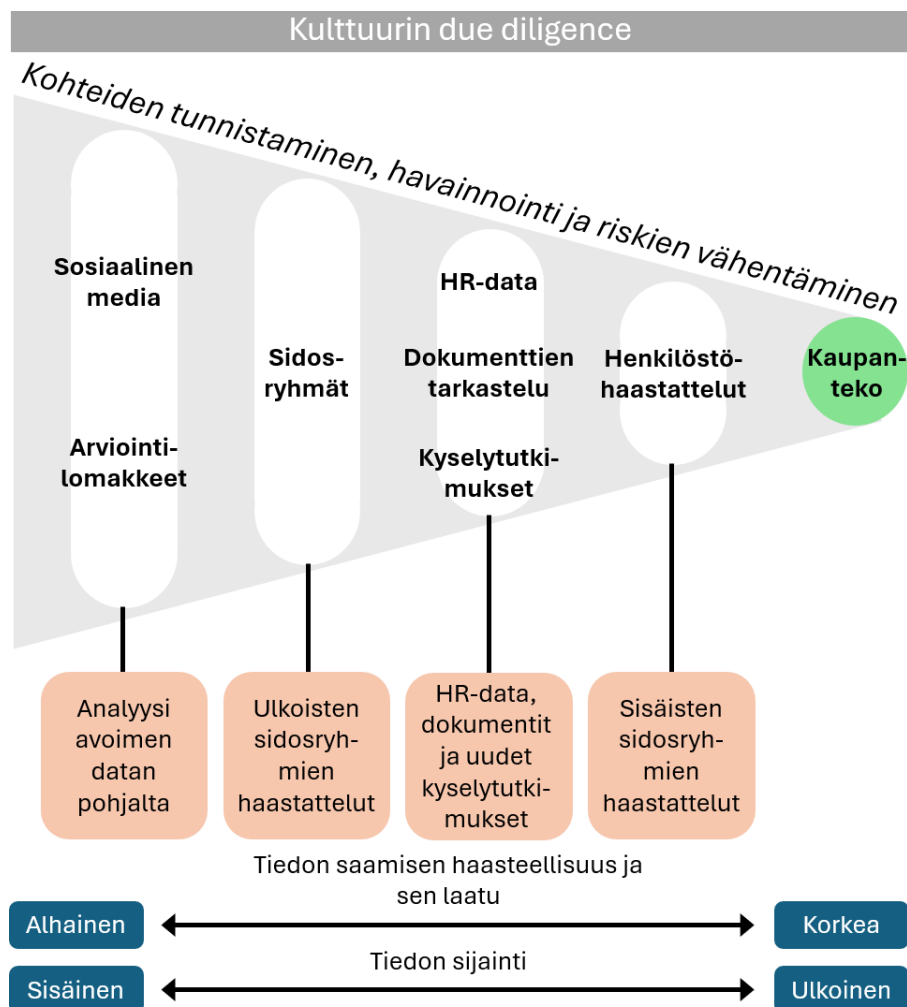 Kulttuurin due diligence
Kohteiden tunnistaminen, havainnointi ja riskien vähentäminen
Sosiaalinen
media
Arviointi-
lomakkeet
Sidos-
ryhmät
HR-data
Dokumenttien
tarkastelu
Kyselytutki-
mukset
Henkilöstö-
haastattelut
Kaupan-
teko
Analyysi
avoimen
datan
pohjalta
Ulkoisten
sidosryh-
mien
haastattelut
HR-data,
dokumentit
ja uudet
kyselytutki-
mukset
Sisäisten
sidosryh-
mien
haastattelut
Tiedon saamisen haasteellisuus ja
sen laatu
Alhainen
Korkea
Tiedon sijainti
Sisäinen
Ulkoinen